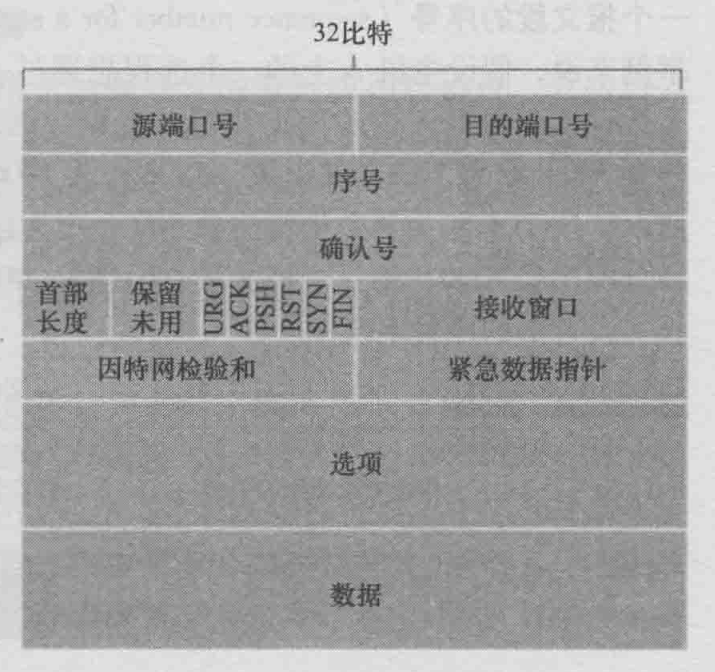 一个报文段的序号
number for a
32比特
源端口号 目的端口号
序号
确认号
首部 保留 URG ACK PSH RST SYN FIN 接收窗口
长度 未用
因特网检验和 紧急数据指针
选项
数据